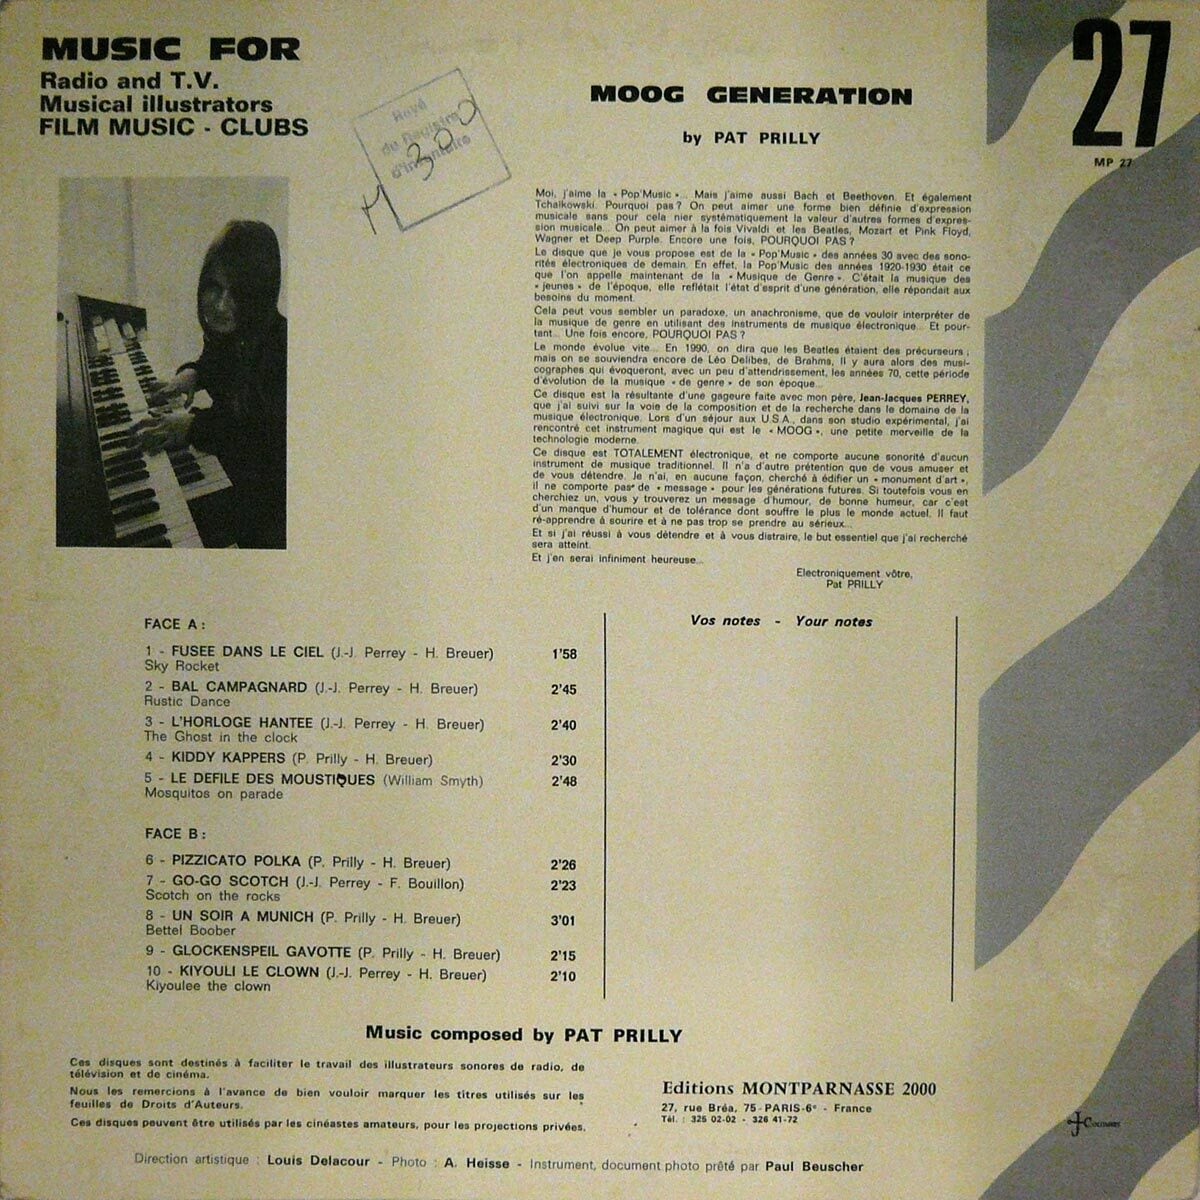 MUSIC FOR
Radio and T.V.
Musical illustrators
FILM MUSIC - CLUBS
Rayé
du Registre
d'Inventaire
300
MOOG GENERATION
by PAT PRILLY
27
MP 27
Moi, j'aime la « Pop'Music »... Mais j'aime aussi Bach et Beethoven. Et également
Tchaïkowski. Pourquoi pas ? On peut aimer une forme bien définie d'expression
musicale sans pour cela nier systématiquement la valeur d'autres formes d'expres-
sion musicale... On peut aimer à la fois Vivaldi et les Beatles, Mozart et Pink Floyd,
Wagner et Deep Purple. Encore une fois, POURQUOI PAS ?
Le disque que je vous propose est de la « Pop'Music » des années 30 avec des sono-
rités électroniques de demain. En effet, la Pop'Music des années 1920-1930 était ce
que l'on appelle maintenant de la « Musique de Genre ». C'était la musique des
« jeunes » de l'époque, elle reflétait l'état d'esprit d'une génération, elle répondait aux
besoins du moment.
Cela peut vous sembler un paradoxe, un anachronisme, que de vouloir interpréter de
la musique de genre en utilisant des instruments de musique électronique... Et pour-
tant... Une fois encore, POURQUOI PAS ?
Le monde évolue vite... En 1990, on dira que les Beatles étaient des précurseurs ;
mais on se souviendra encore de Léo Delibes, de Brahms, Il y aura alors des musi-
cographes qui évoqueront, avec un peu d'attendrissement, les années 70, cette période
d'évolution de la musique « de genre » de son époque...
Ce disque est la résultante d'une gageure faite avec mon père, Jean-Jacques PERREY,
que j'ai suivi sur la voie de la composition et de la recherche dans le domaine de la
musique électronique. Lors d'un séjour aux U.S.A., dans son studio expérimental, j'ai
rencontré cet instrument magique qui est le « MOOG », une petite merveille de la
technologie moderne.
Ce disque est TOTALEMENT électronique, et ne comporte aucune sonorité d'aucun
instrument de musique traditionnel. Il n'a d'autre prétention que de vous amuser et
de vous détendre. Je n'ai, en aucune façon, cherché à édifier un « monument d'art »,
il ne comporte pas de « message » pour les générations futures. Si toutefois vous en
cherchiez un, vous y trouverez un message d'humour, de bonne humeur, car c'est
d'un manque d'humour et de tolérance dont souffre le plus le monde actuel. Il faut
ré-apprendre à sourire et à ne pas trop se prendre au sérieux...
Et si j'ai réussi à vous détendre et à vous distraire, le but essentiel que j'ai recherché
sera atteint.
Et j'en serai infiniment heureuse...
Electroniquement vôtre,
Pat PRILLY
FACE A :
1 - FUSEE DANS LE CIEL (J.-J. Perrey - H. Breuer) 1'58
Sky Rocket
2 - BAL CAMPAGNARD (J.-J. Perrey - H. Breuer) 2'45
Rustic Dance
3 - L'HORLOGE HANTEE (J.-J. Perrey - H. Breuer) 2'40
The Ghost in the clock
4 - KIDDY KAPPERS (P. Prilly - H. Breuer) 2'30
5 - LE DEFILE DES MOUSTIQUES (William Smyth) 2'48
Mosquitos on parade
FACE B :
6 - PIZZICATO POLKA (P. Prilly - H. Breuer) 2'26
7 - GO-GO SCOTCH (J.-J. Perrey - F. Bouillon) 2'23
Scotch on the rocks
8 - UN SOIR A MUNICH (P. Prilly - H. Breuer) 3'01
Bettel Boober
9 - GLOCKENSPEIL GAVOTTE (P. Prilly - H. Breuer) 2'15
10 - KIYOULI LE CLOWN (J.-J. Perrey - H. Breuer) 2'10
Kiyoulee the clown
Vos notes - Your notes
Music composed by PAT PRILLY
Ces disques sont destinés à faciliter le travail des illustrateurs sonores de radio, de
télévision et de cinéma.
Nous les remercions à l'avance de bien vouloir marquer les titres utilisés sur les
feuilles de Droits d'Auteurs.
Ces disques peuvent être utilisés par les cinéastes amateurs, pour les projections privées.
Editions MONTPARNASSE 2000
27, rue Bréa, 75 - PARIS-6e - France
Tél. : 325 02-02 - 326 41-72
Direction artistique : Louis Delacour - Photo : A. Heisse - Instrument, document photo prêté par Paul Beuscher